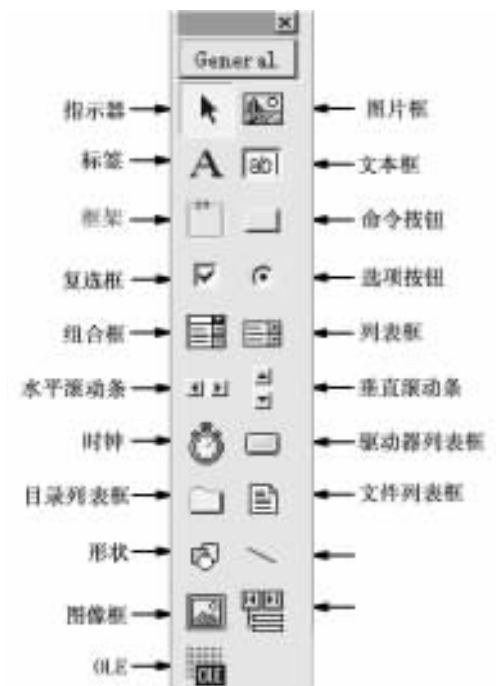 General
指示器 图片框
标签 A ab 文本框
框架 命令按钮
复选框 选项按钮
组合框 列表框
水平滚动条 垂直滚动条
时钟 驱动器列表框
目录列表框 文件列表框
形状
图像框
OLE OLE